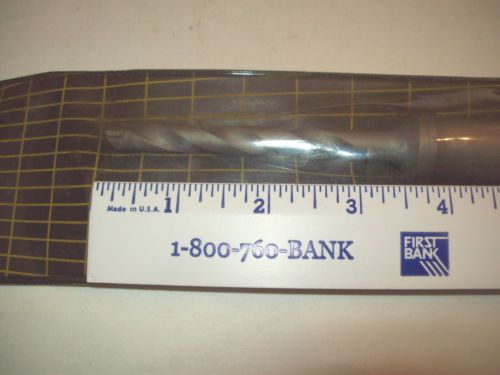 Made in U.S.A. 1 2 3 4
1-800-760-BANK
FIRST
BANK